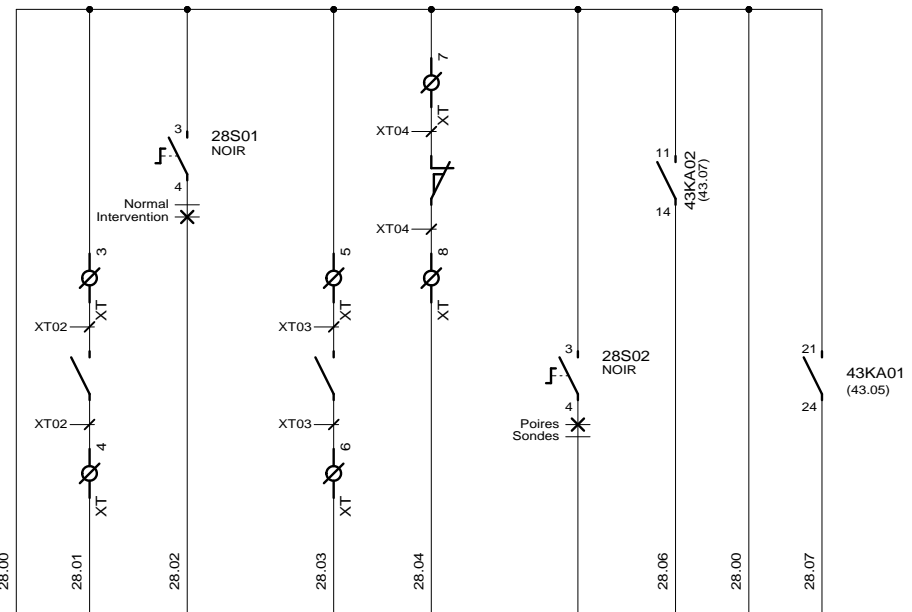 7
XT
XT04
3
28S01
NOIR
4
Normal
Intervention
11
43KA02
(43.07)
14
XT04
3
XT
XT02
5
XT
XT03
8
XT
3
28S02
NOIR
4
Poires
Sondes
21
43KA01
(43.05)
24
XT02
4
XT
XT03
6
XT
28.00
28.01
28.02
28.03
28.04
28.06
28.00
28.07